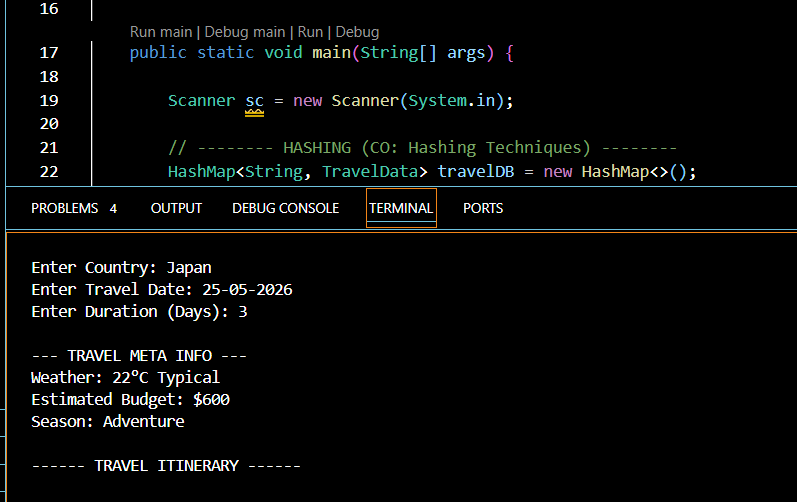 16
Run main | Debug main | Run | Debug
17 public static void main(String[] args) {
18
19 Scanner sc = new Scanner(System.in);
20
21 // -------- HASHING (CO: Hashing Techniques) --------
22 HashMap<String, TravelData> travelDB = new HashMap<>();
PROBLEMS 4 OUTPUT DEBUG CONSOLE TERMINAL PORTS
Enter Country: Japan
Enter Travel Date: 25-05-2026
Enter Duration (Days): 3
--- TRAVEL META INFO ---
Weather: 22°C Typical
Estimated Budget: $600
Season: Adventure
------ TRAVEL ITINERARY ------